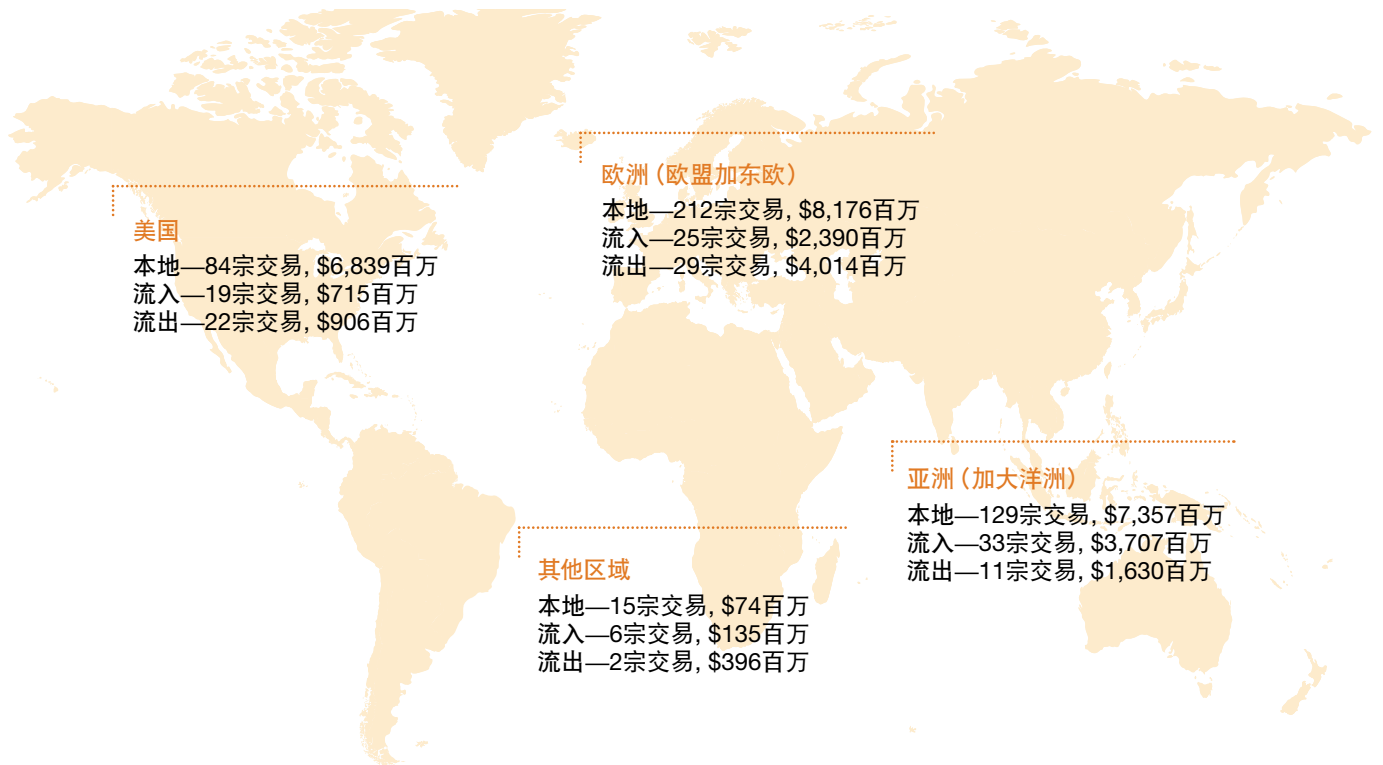 欧洲（欧盟加东欧）
本地—212宗交易, $8,176百万
流入—25宗交易, $2,390百万
流出—29宗交易, $4,014百万
美国
本地—84宗交易, $6,839百万
流入—19宗交易, $715百万
流出—22宗交易, $906百万
亚洲（加大洋洲）
本地—129宗交易, $7,357百万
流入—33宗交易, $3,707百万
流出—11宗交易, $1,630百万
其他区域
本地—15宗交易, $74百万
流入—6宗交易, $135百万
流出—2宗交易, $396百万